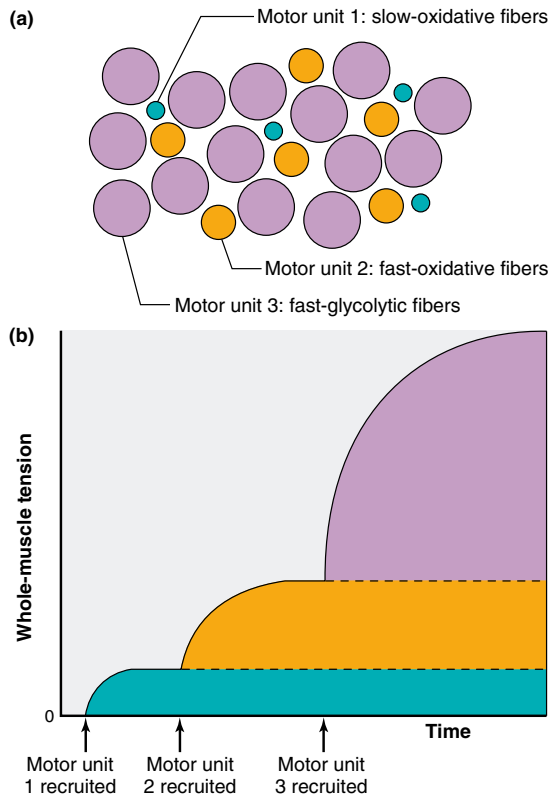 (a)
Motor unit 1: slow-oxidative fibers
Motor unit 2: fast-oxidative fibers
Motor unit 3: fast-glycolytic fibers
(b)
Whole-muscle tension
0
Time
Motor unit
1 recruited
Motor unit
2 recruited
Motor unit
3 recruited